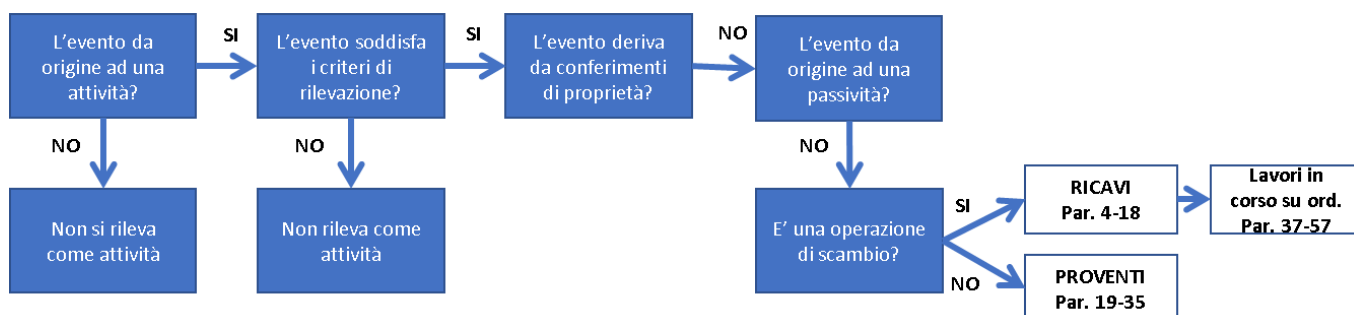 L'evento da
origine ad una
attività?
SI
L'evento soddisfa
i criteri di
rilevazione?
SI
L'evento deriva
da conferimenti
di proprietà?
NO
L'evento da
origine ad una
passività?
NO
NO
NO
Non si rileva
come attività
Non rileva come
attività
E' una operazione
di scambio?
SI
RICAVI
Par. 4-18
Lavori in
corso su ord.
Par. 37-57
NO
PROVENTI
Par. 19-35